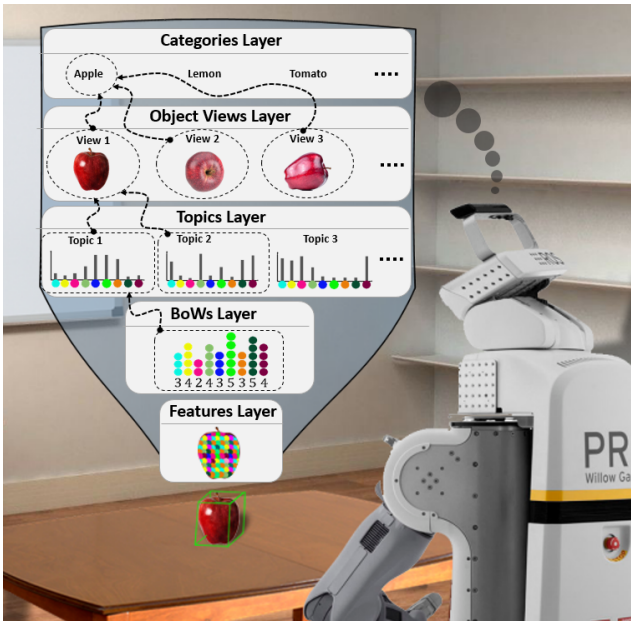 Categories Layer
Apple Lemon Tomato ....
Object Views Layer
View 1 View 2 View 3 ....
Topics Layer
Topic 1 Topic 2 Topic 3 ....
BoWs Layer
3 4 2 4 3 5 3 5 4
Features Layer
PR
Willow Ga